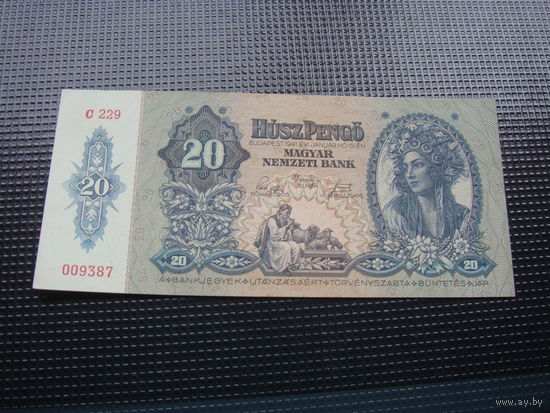 C 229
20
009387
20
HÚSZ PENGŐ
BUDAPEST, 1941. ÉVI JANUÁR HÓ 15-ÉN
MAGYAR
NEMZETI BANK
20
20
A BANKJEGYEK UTÁNZÁSÁÉRT TÖRVÉNYSZABTA BÜNTETÉS JÁR
www.ay.by